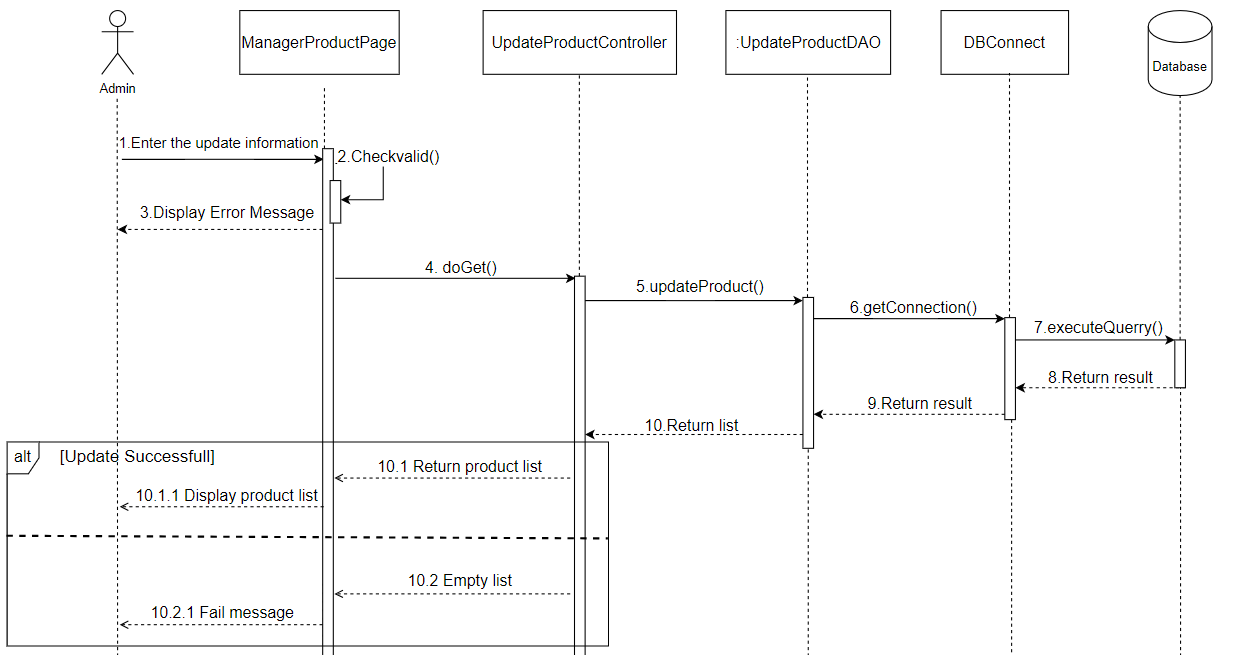 ManagerProductPage
UpdateProductController
:UpdateProductDAO
DBConnect
Database
Admin
1.Enter the update information
2.Checkvalid()
3.Display Error Message
4. doGet()
5.updateProduct()
6.getConnection()
7.executeQuerry()
8.Return result
9.Return result
10.Return list
alt
[Update Successfull]
10.1 Return product list
10.1.1 Display product list
10.2 Empty list
10.2.1 Fail message